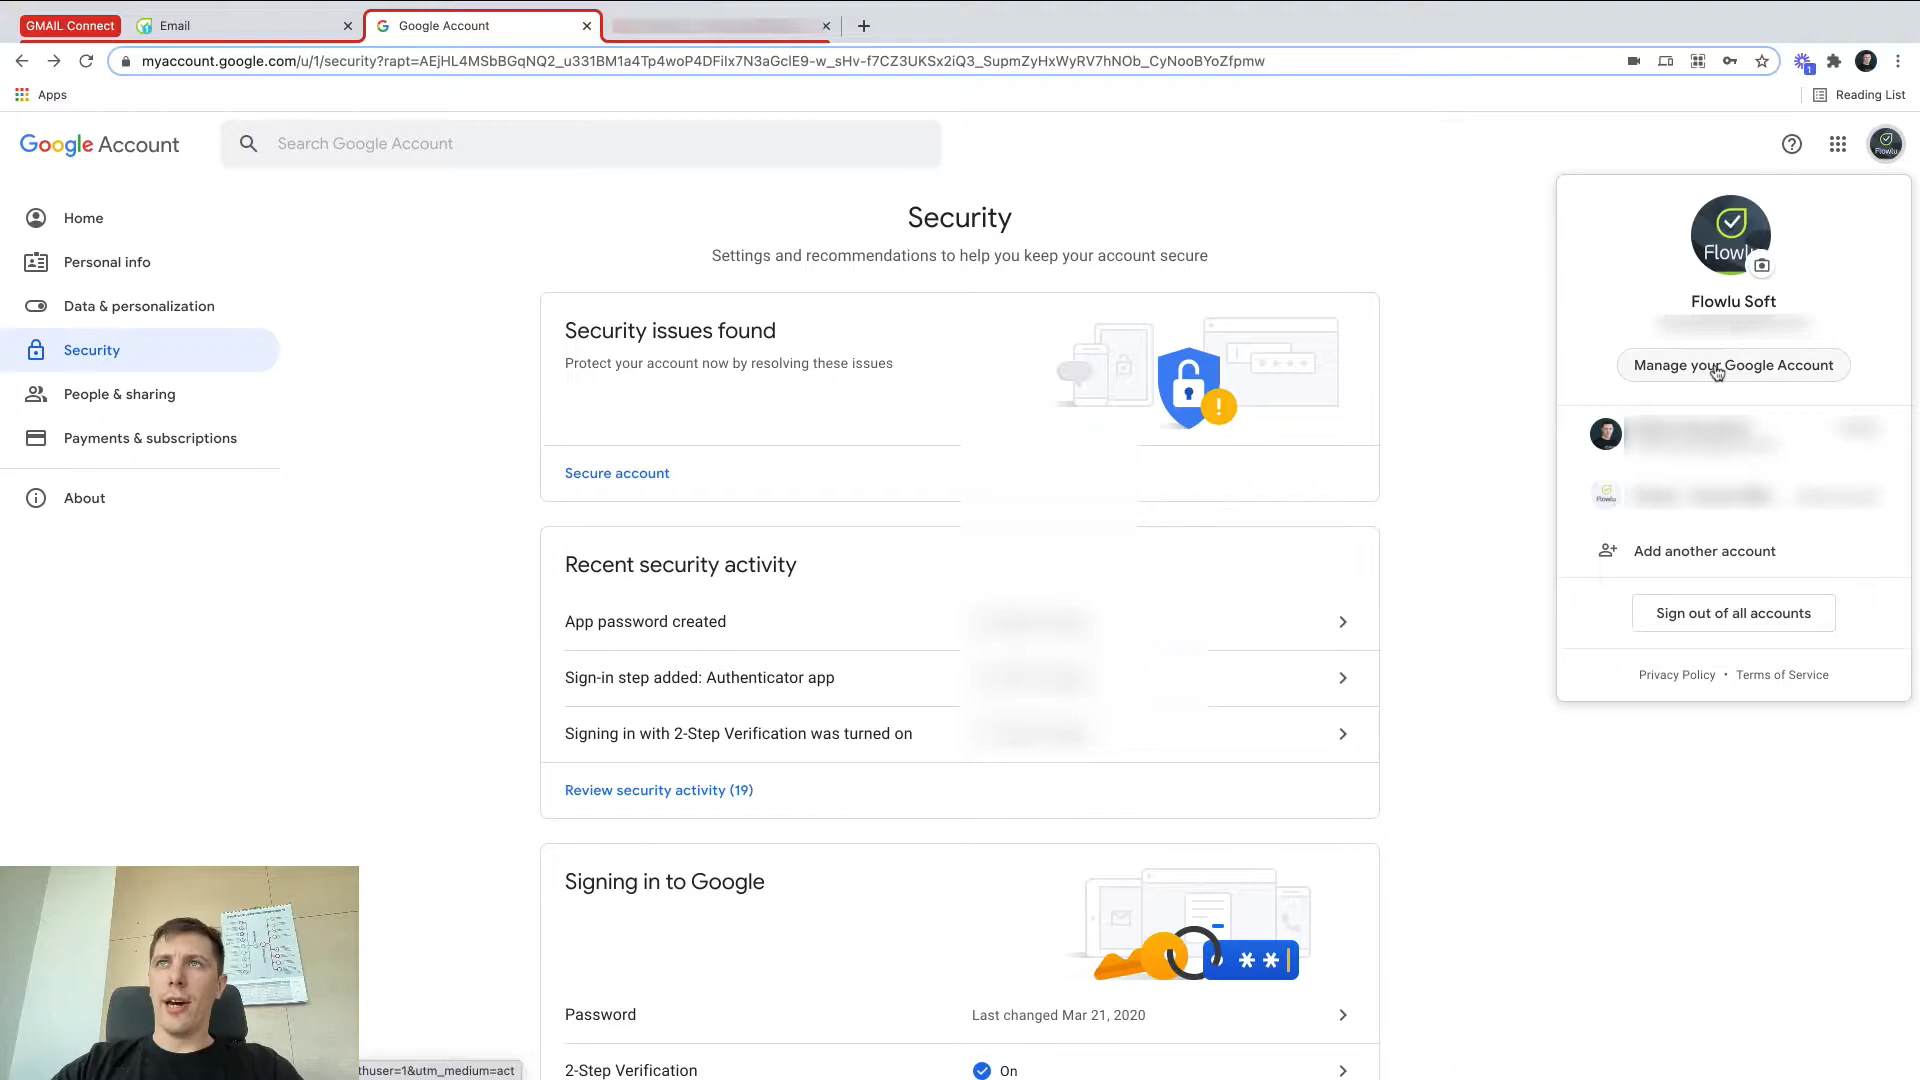 GMAIL Connect
Email
Google Account
myaccount.google.com/u/1/security?rapt=AEjHL4MSbBGqNQ2_u331BM1a4Tp4woP4DFiIx7N3aGclE9-w_sHv-f7CZ3UKSx2iQ3_SupmZyHxWyRV7hNOb_CyNooBYoZfpmw
1
Apps
Reading List
Google Account
Search Google Account
Flowlu
Home
Personal info
Data & personalization
Security
People & sharing
Payments & subscriptions
About
Security
Settings and recommendations to help you keep your account secure
Security issues found
Protect your account now by resolving these issues
Secure account
Recent security activity
App password created
Sign-in step added: Authenticator app
Signing in with 2-Step Verification was turned on
Review security activity (19)
Signing in to Google
Password
Last changed Mar 21, 2020
2-Step Verification
On
Flowlu
Flowlu Soft
Manage your Google Account
Flowlu
Add another account
Sign out of all accounts
Privacy Policy • Terms of Service
thuser=1&utm_medium=act